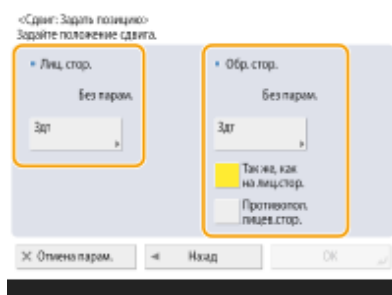 <Сдвиг: Задать позицию>
Задайте положение сдвига.
Лиц. стор.
Без парам.
Здт
Обр. стор.
Без парам.
Здт
Так же, как
на лиц.стор.
Противопол.
лицев.стор.
Отмена парам.
Назад
OK